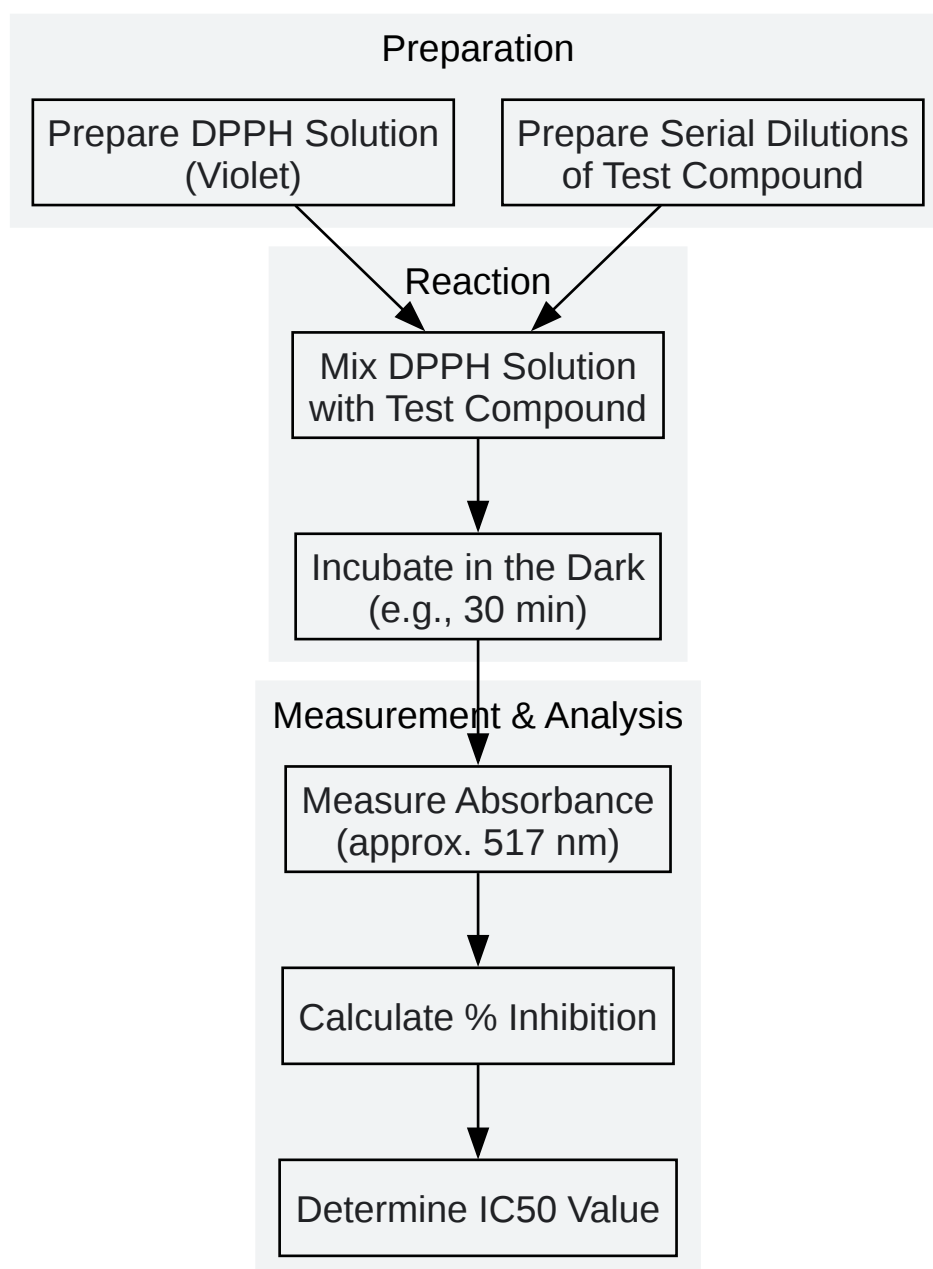 Preparation
Prepare DPPH Solution
(Violet)
Prepare Serial Dilutions
of Test Compound
Reaction
Mix DPPH Solution
with Test Compound
Incubate in the Dark
(e.g., 30 min)
Measurement & Analysis
Measure Absorbance
(approx. 517 nm)
Calculate % Inhibition
Determine IC50 Value